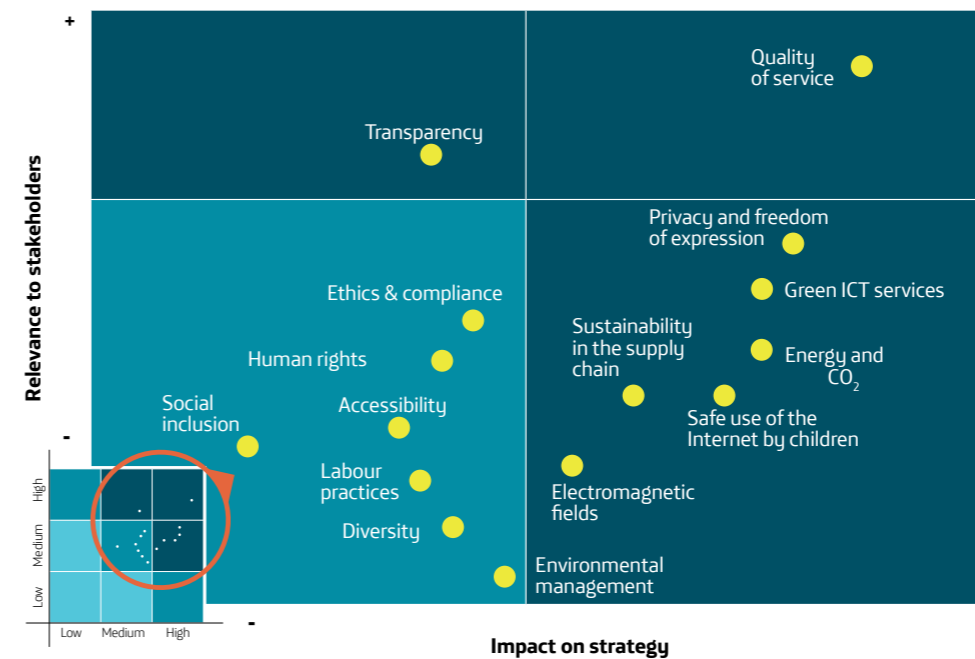 +
Quality
of service
Transparency
Relevance to stakeholders
Privacy and freedom
of expression
Green ICT services
Ethics & compliance
Sustainability
in the supply
chain
Human rights
Energy and
CO2
Social
inclusion
Accessibility
Safe use of the
Internet by children
-
Labour
practices
Electromagnetic
fields
Diversity
Environmental
management
High
Medium
Low
Low Medium High
-
Impact on strategy